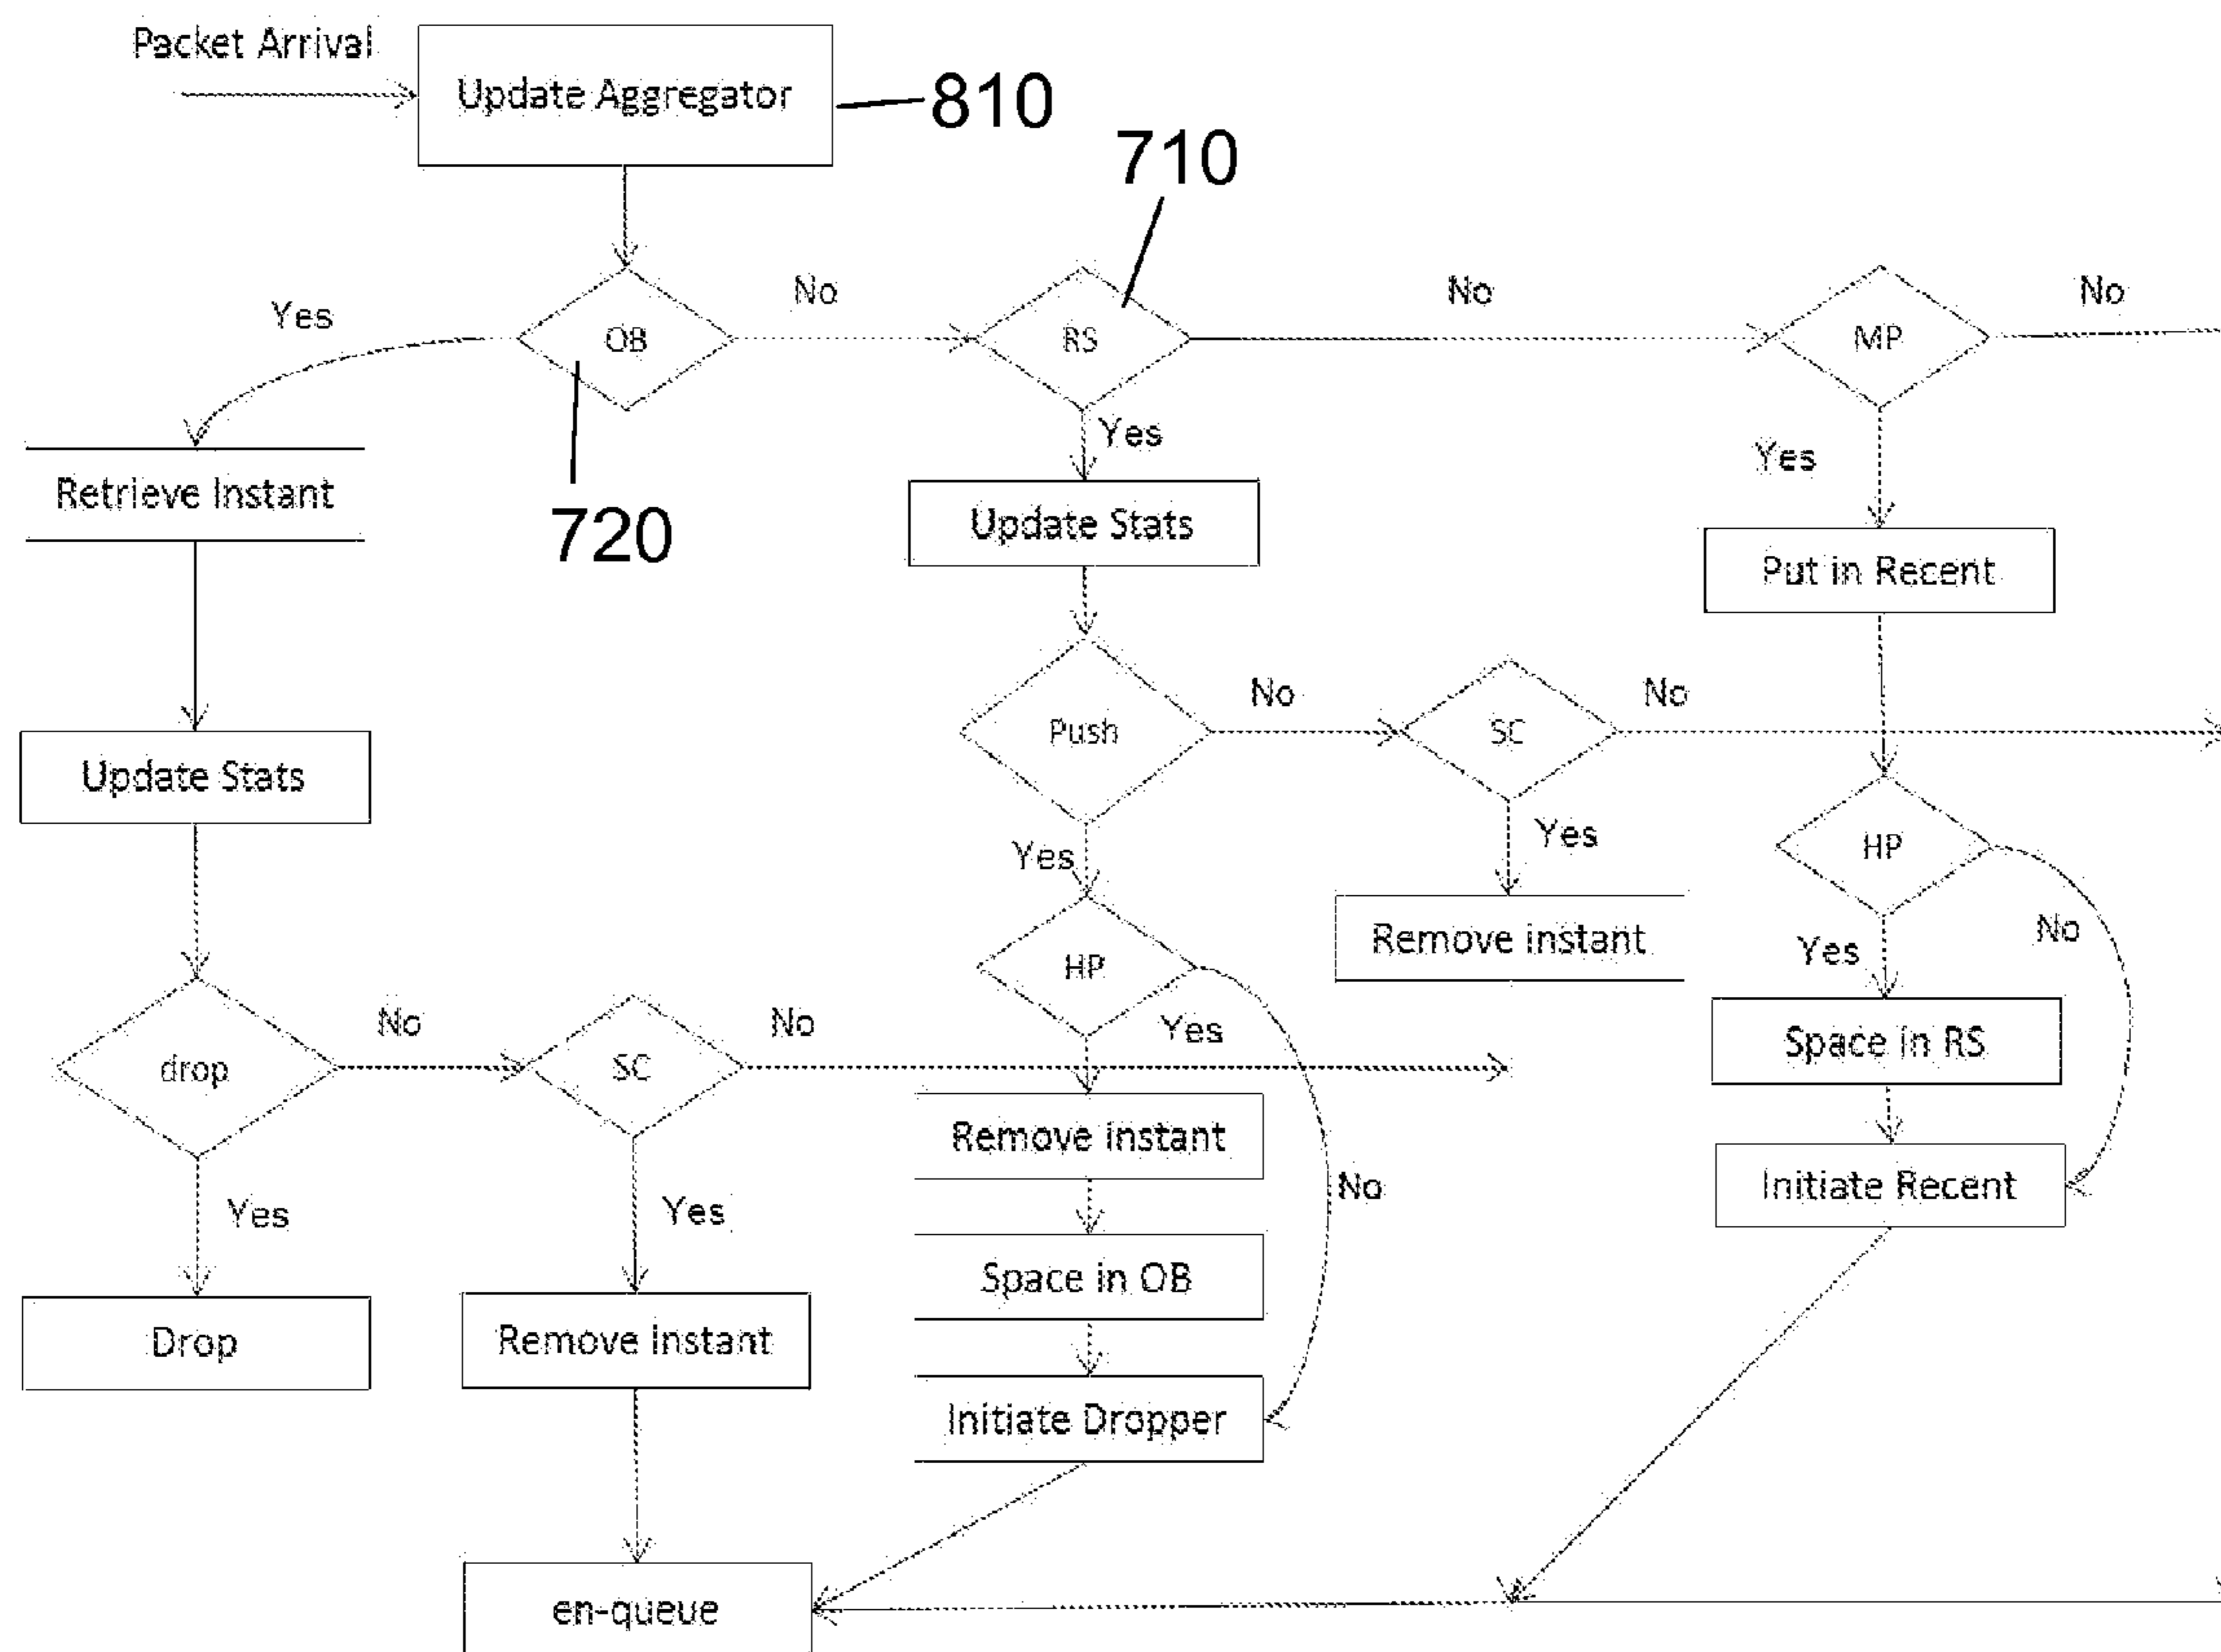 Packet Arrival
Update Aggregator
810
710
Yes
OB
No
RS
No
MP
No
720
Yes
Yes
Retrieve Instant
Update Stats
Put in Recent
Update Stats
Push
No
SC
No
Yes
Yes
HP
HP
Remove instant
Yes
No
drop
No
SC
No
Yes
Space in RS
Remove Instant
No
Initiate Recent
Yes
Yes
Space in OB
Drop
Remove Instant
Initiate Dropper
en-queue